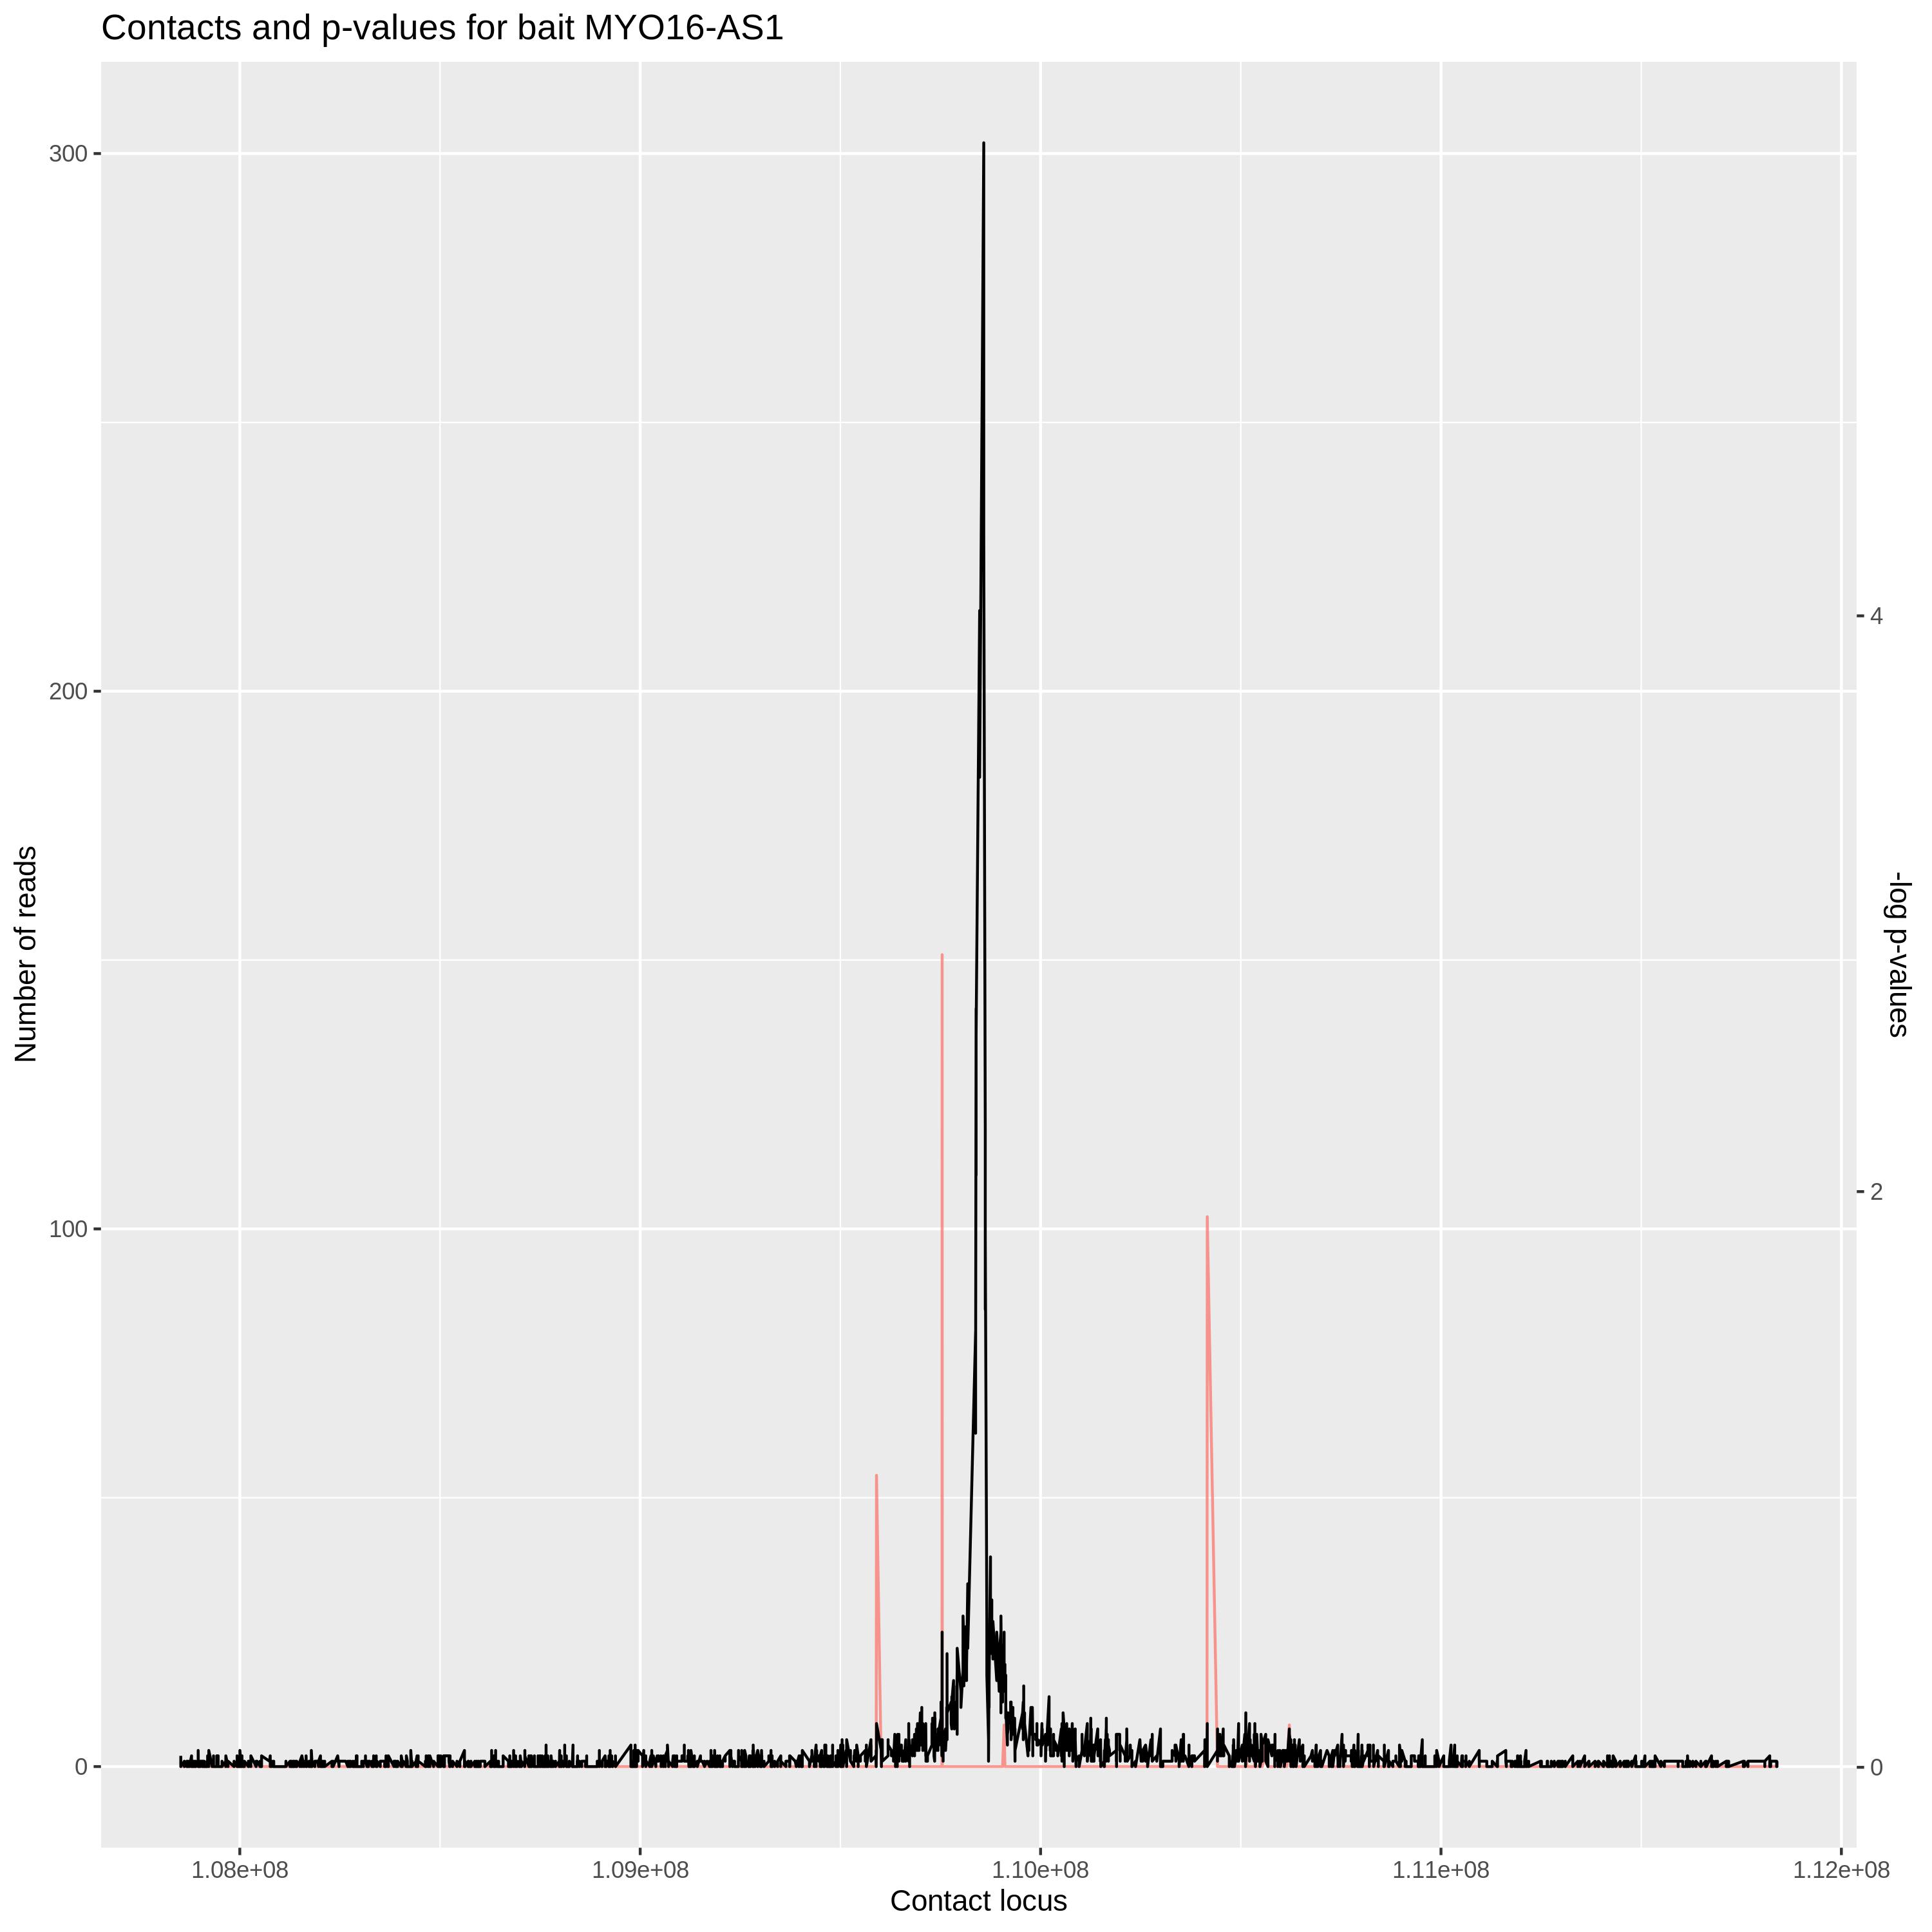 Contacts and p-values for bait MYO16-AS1
Number of reads
300
200
100
0
4
2
0
-log p-values
1.08e+08
1.09e+08
1.10e+08
1.11e+08
1.12e+08
Contact locus